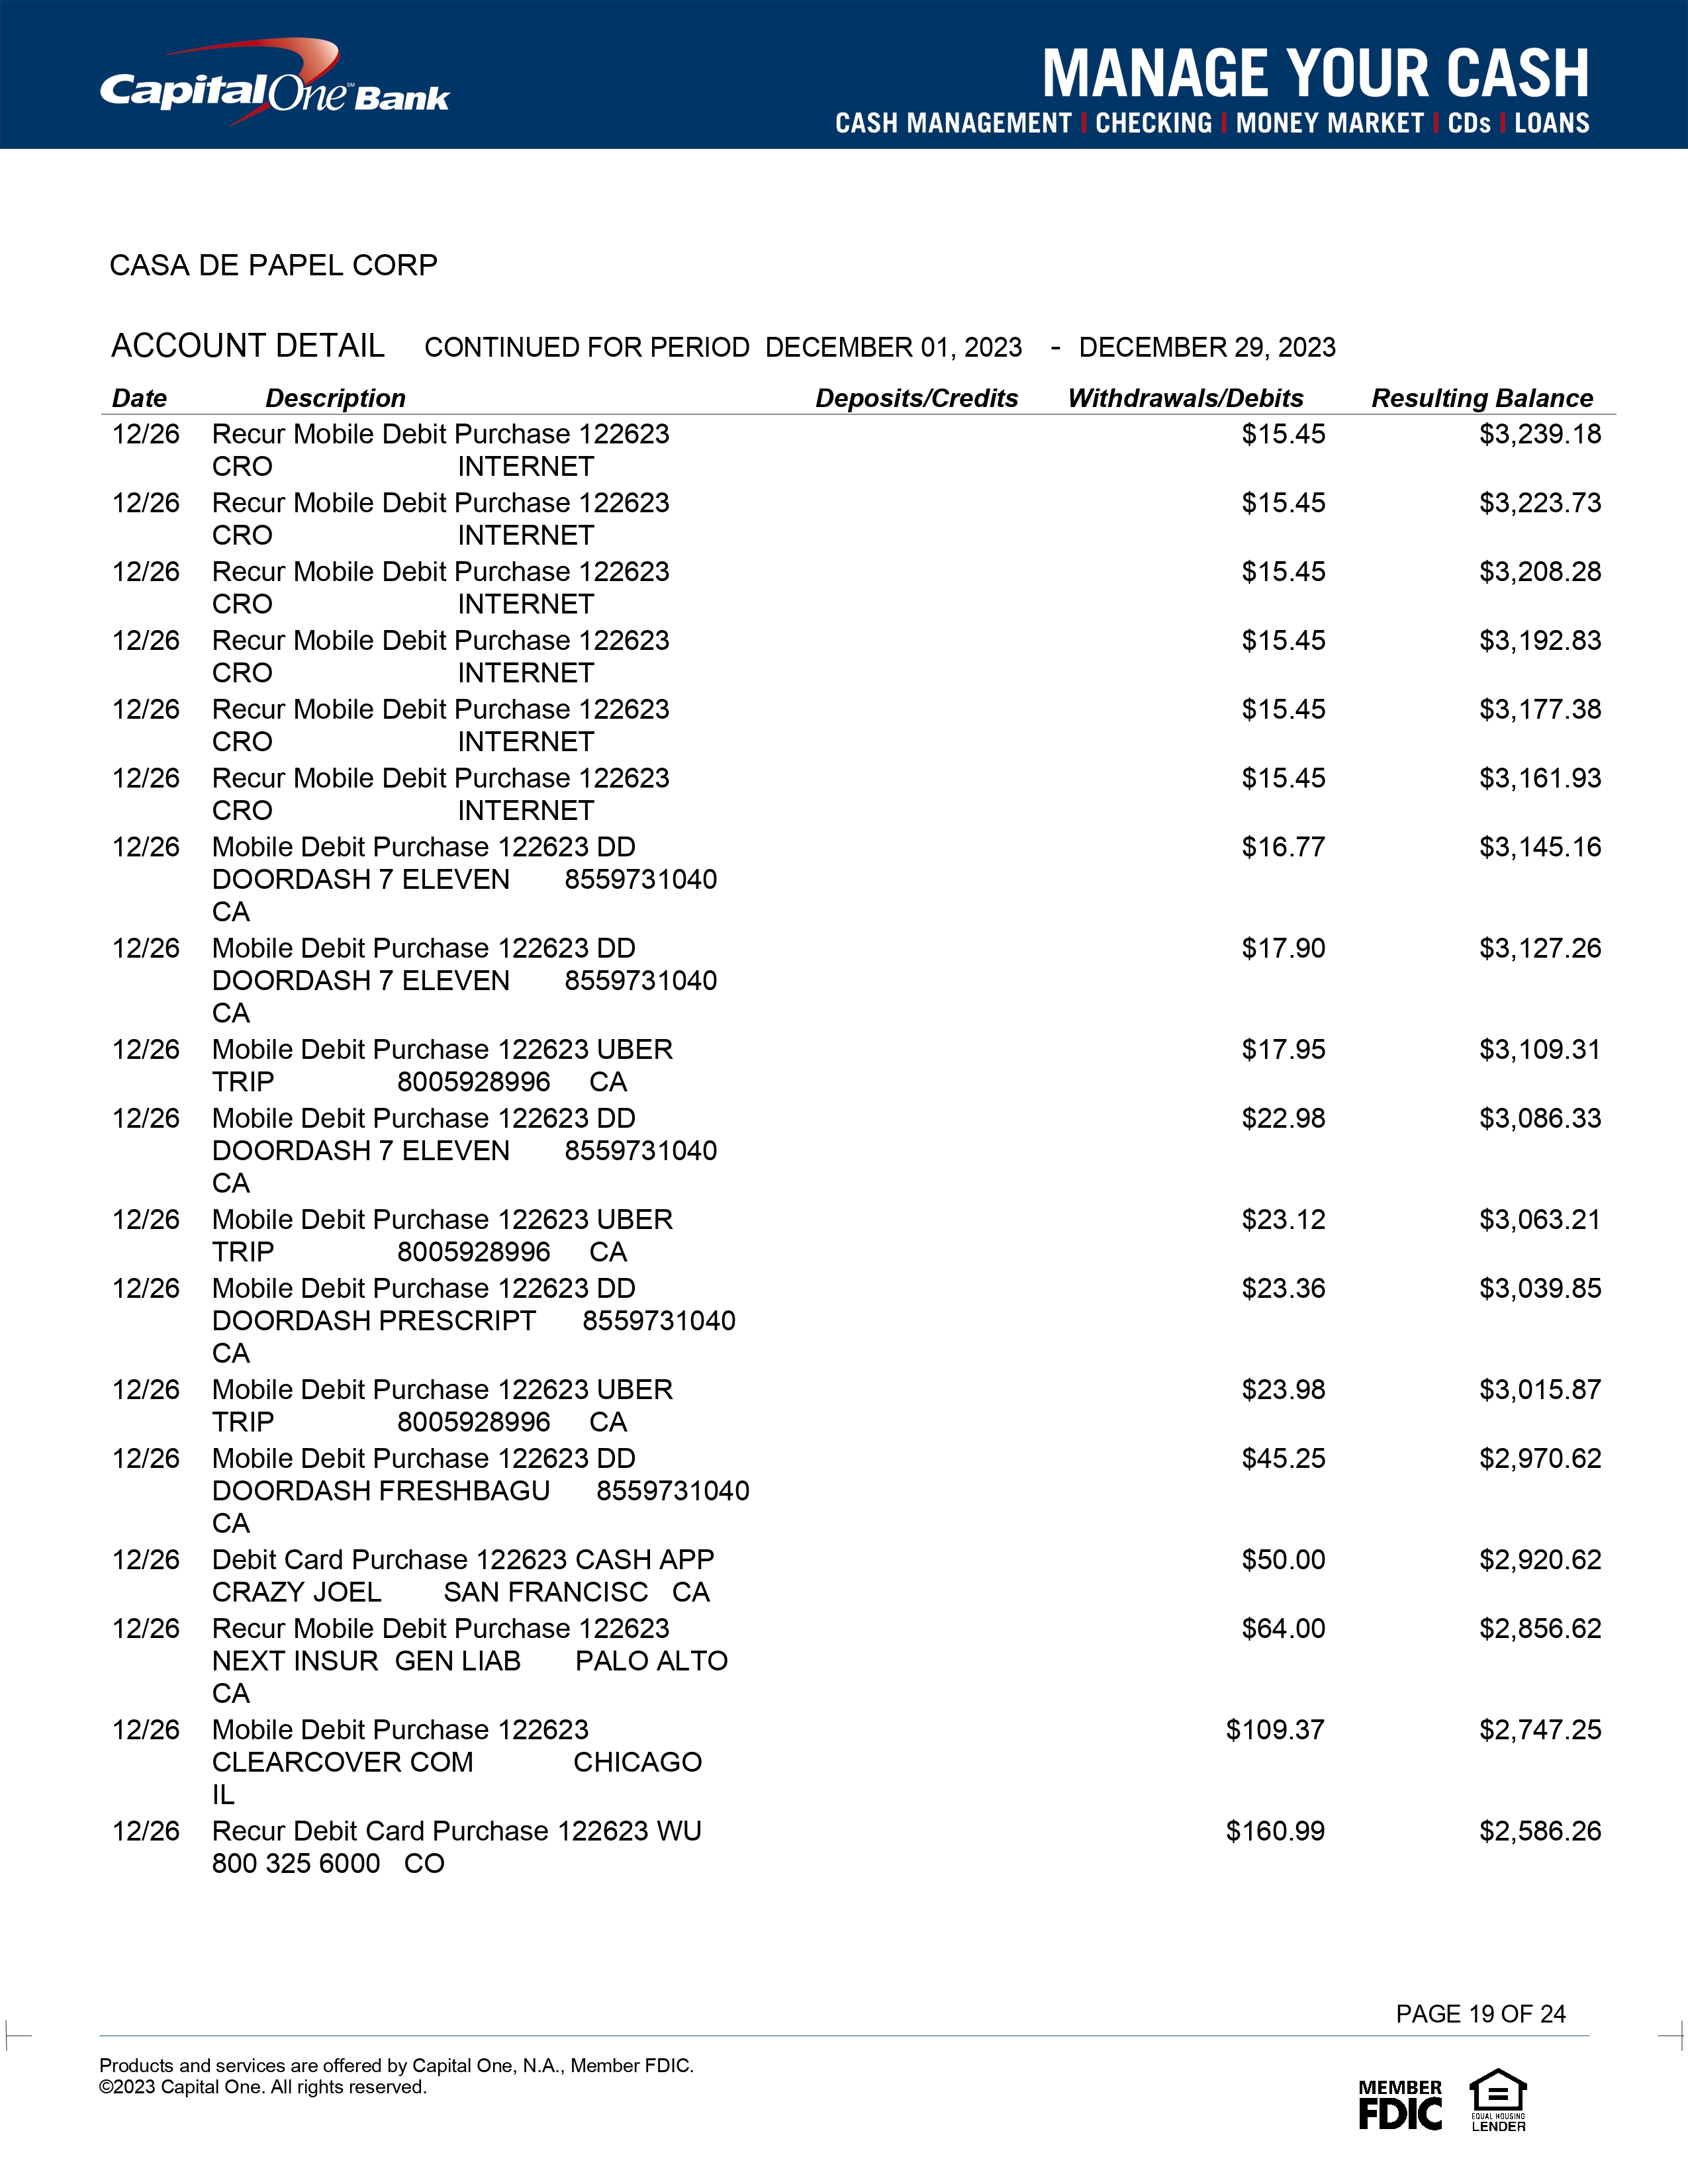 CapitalOne Bank
MANAGE YOUR CASH
CASH MANAGEMENT | CHECKING | MONEY MARKET | CDs | LOANS
CASA DE PAPEL CORP
ACCOUNT DETAIL CONTINUED FOR PERIOD DECEMBER 01, 2023 - DECEMBER 29, 2023
Date Description Deposits/Credits Withdrawals/Debits Resulting Balance
12/26 Recur Mobile Debit Purchase 122623 $15.45 $3,239.18
CRO INTERNET
12/26 Recur Mobile Debit Purchase 122623 $15.45 $3,223.73
CRO INTERNET
12/26 Recur Mobile Debit Purchase 122623 $15.45 $3,208.28
CRO INTERNET
12/26 Recur Mobile Debit Purchase 122623 $15.45 $3,192.83
CRO INTERNET
12/26 Recur Mobile Debit Purchase 122623 $15.45 $3,177.38
CRO INTERNET
12/26 Recur Mobile Debit Purchase 122623 $15.45 $3,161.93
CRO INTERNET
12/26 Mobile Debit Purchase 122623 DD $16.77 $3,145.16
DOORDASH 7 ELEVEN 8559731040
CA
12/26 Mobile Debit Purchase 122623 DD $17.90 $3,127.26
DOORDASH 7 ELEVEN 8559731040
CA
12/26 Mobile Debit Purchase 122623 UBER $17.95 $3,109.31
TRIP 8005928996 CA
12/26 Mobile Debit Purchase 122623 DD $22.98 $3,086.33
DOORDASH 7 ELEVEN 8559731040
CA
12/26 Mobile Debit Purchase 122623 UBER $23.12 $3,063.21
TRIP 8005928996 CA
12/26 Mobile Debit Purchase 122623 DD $23.36 $3,039.85
DOORDASH PRESCRIPT 8559731040
CA
12/26 Mobile Debit Purchase 122623 UBER $23.98 $3,015.87
TRIP 8005928996 CA
12/26 Mobile Debit Purchase 122623 DD $45.25 $2,970.62
DOORDASH FRESHBAGU 8559731040
CA
12/26 Debit Card Purchase 122623 CASH APP $50.00 $2,920.62
CRAZY JOEL SAN FRANCISC CA
12/26 Recur Mobile Debit Purchase 122623 $64.00 $2,856.62
NEXT INSUR GEN LIAB PALO ALTO
CA
12/26 Mobile Debit Purchase 122623 $109.37 $2,747.25
CLEARCOVER COM CHICAGO
IL
12/26 Recur Debit Card Purchase 122623 WU $160.99 $2,586.26
800 325 6000 CO
PAGE 19 OF 24
Products and services are offered by Capital One, N.A., Member FDIC.
©2023 Capital One. All rights reserved.
MEMBER
FDIC
EQUAL HOUSING
LENDER